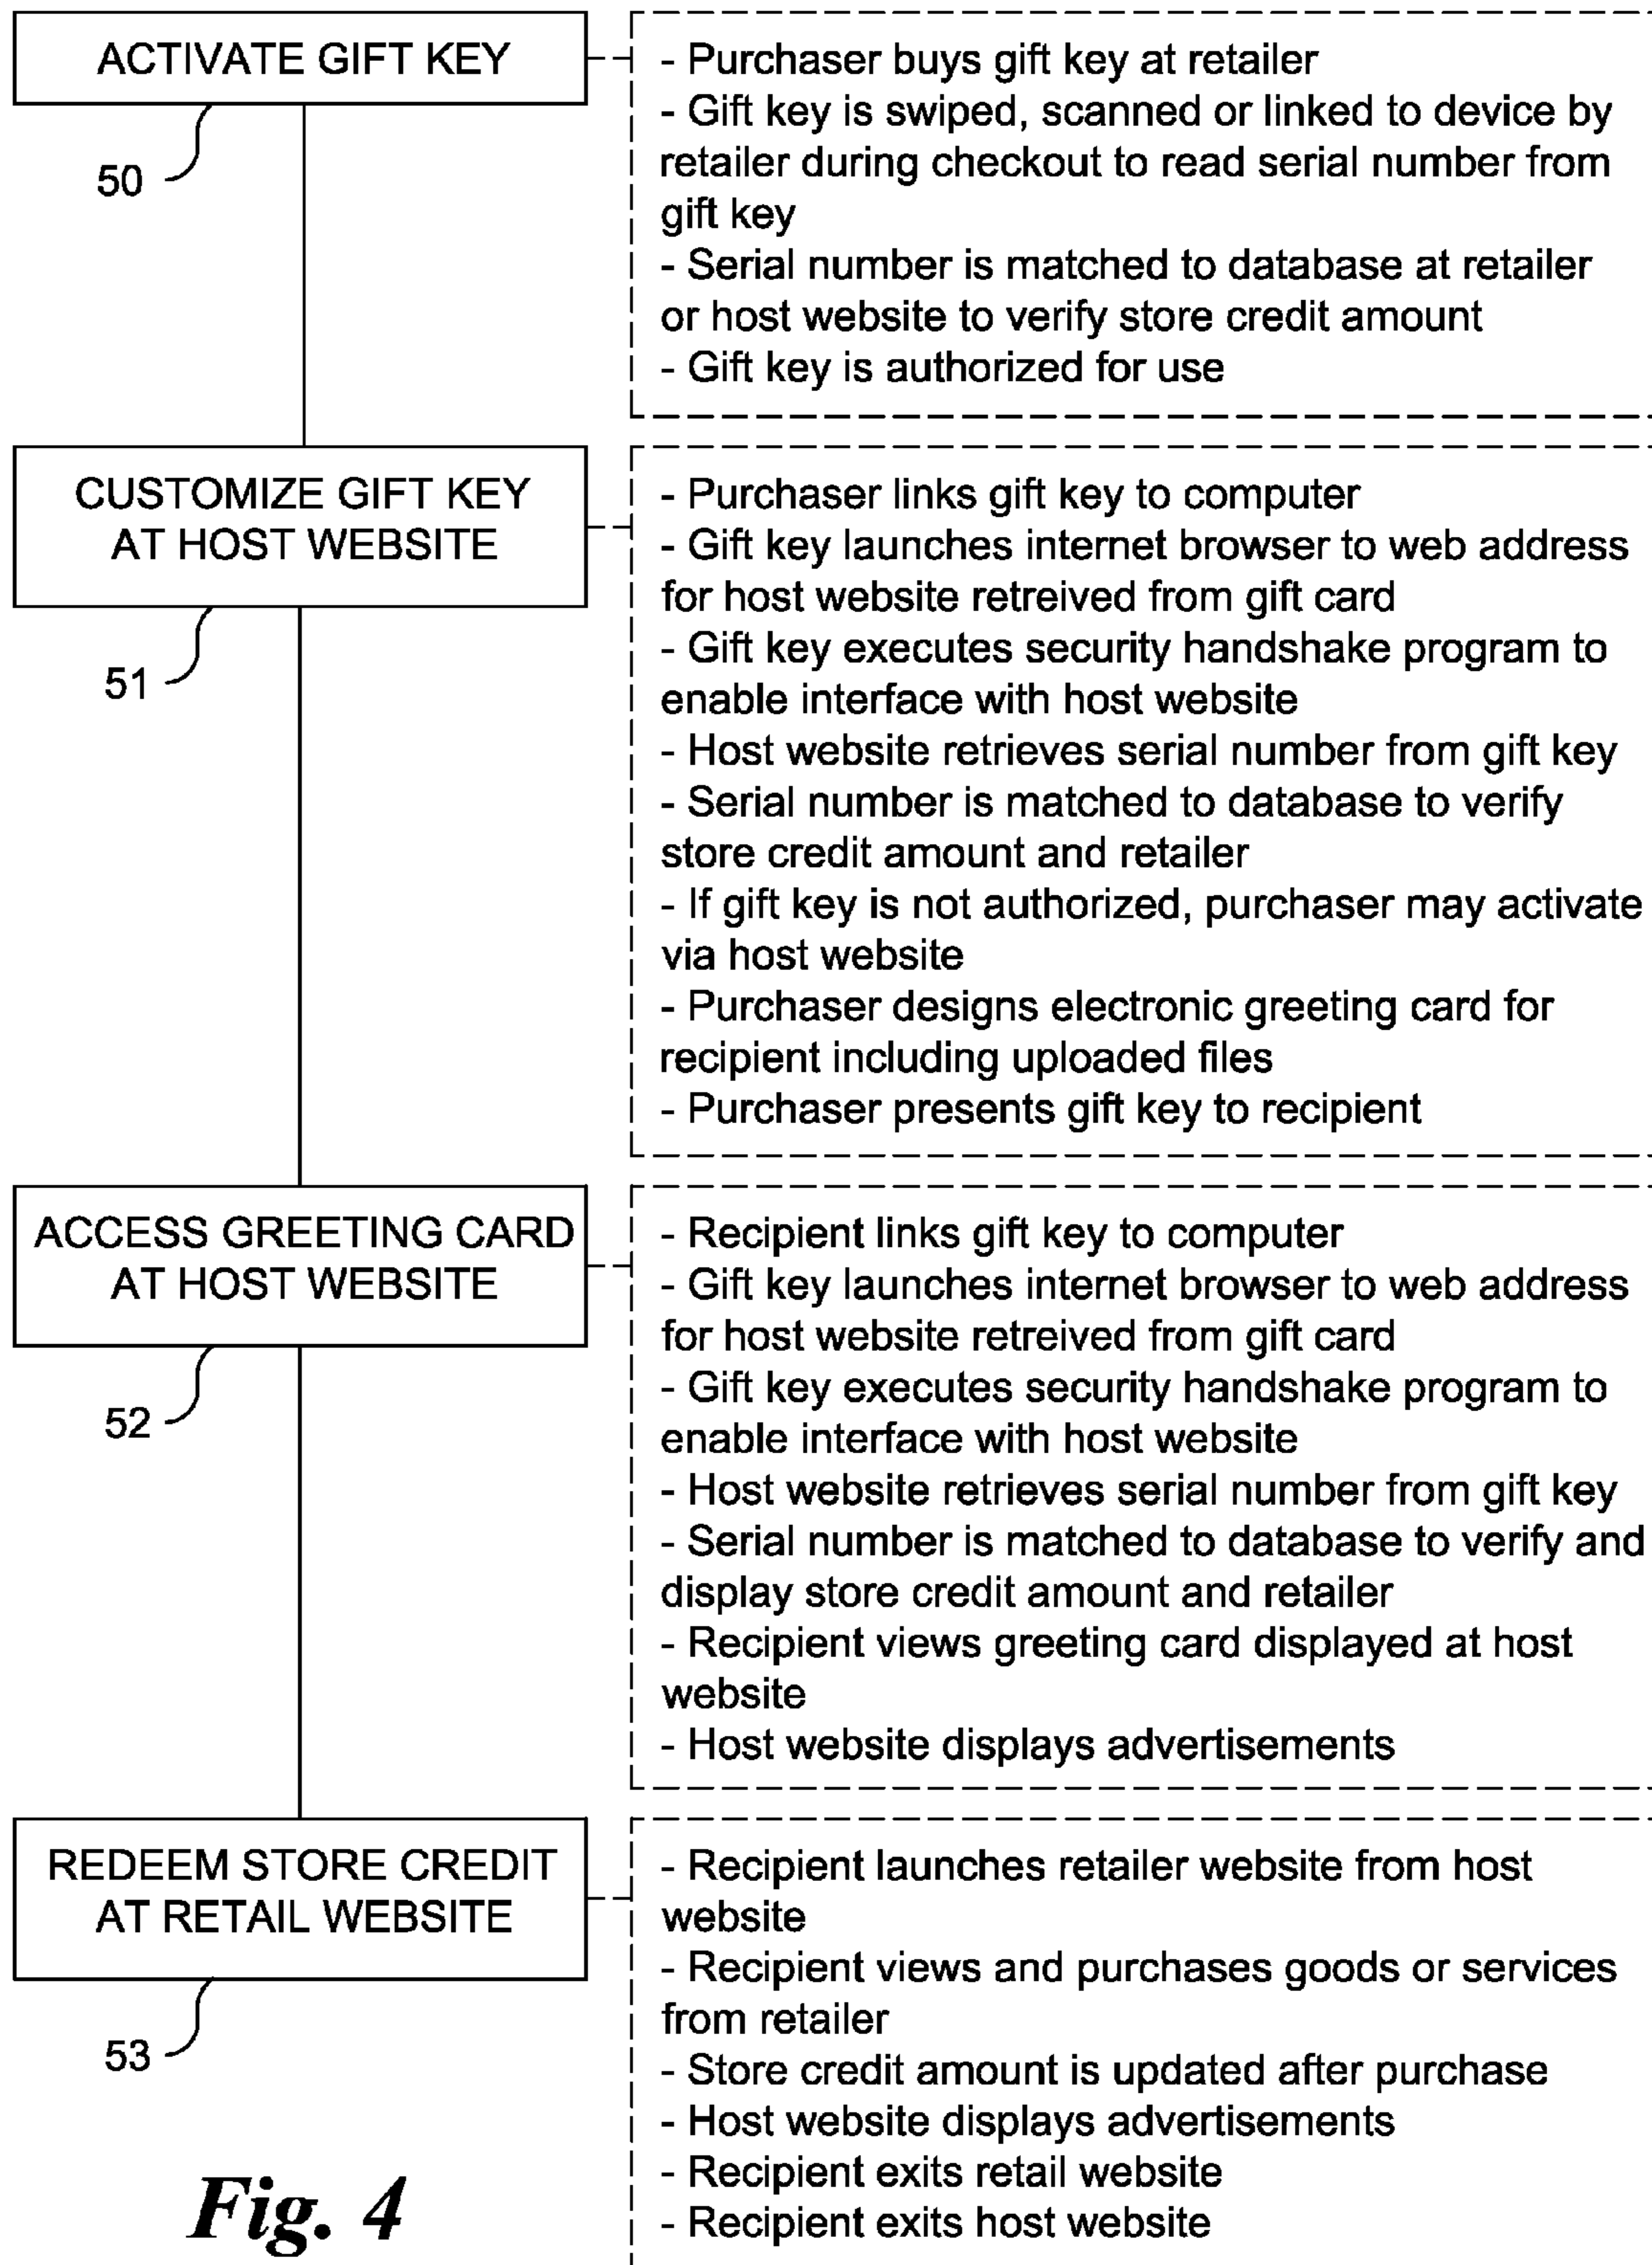 ACTIVATE GIFT KEY
50
- Purchaser buys gift key at retailer
- Gift key is swiped, scanned or linked to device by
retailer during checkout to read serial number from
gift key
- Serial number is matched to database at retailer
or host website to verify store credit amount
- Gift key is authorized for use
CUSTOMIZE GIFT KEY
AT HOST WEBSITE
51
- Purchaser links gift key to computer
- Gift key launches internet browser to web address
for host website retreived from gift card
- Gift key executes security handshake program to
enable interface with host website
- Host website retrieves serial number from gift key
- Serial number is matched to database to verify
store credit amount and retailer
- If gift key is not authorized, purchaser may activate
via host website
- Purchaser designs electronic greeting card for
recipient including uploaded files
- Purchaser presents gift key to recipient
ACCESS GREETING CARD
AT HOST WEBSITE
52
- Recipient links gift key to computer
- Gift key launches internet browser to web address
for host website retreived from gift card
- Gift key executes security handshake program to
enable interface with host website
- Host website retrieves serial number from gift key
- Serial number is matched to database to verify and
display store credit amount and retailer
- Recipient views greeting card displayed at host
website
- Host website displays advertisements
REDEEM STORE CREDIT
AT RETAIL WEBSITE
53
- Recipient launches retailer website from host
website
- Recipient views and purchases goods or services
from retailer
- Store credit amount is updated after purchase
- Host website displays advertisements
- Recipient exits retail website
- Recipient exits host website
Fig. 4